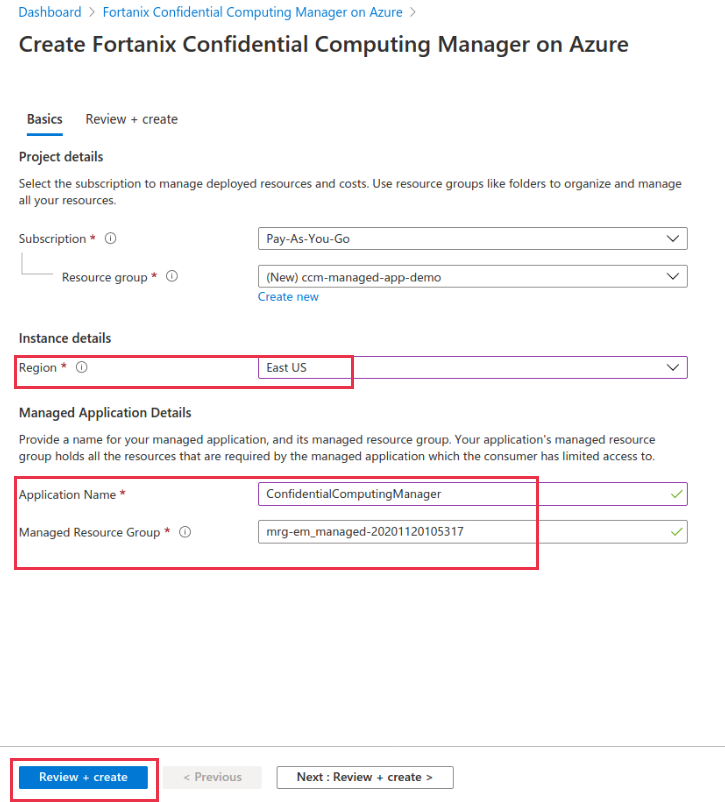 Dashboard > Fortanix Confidential Computing Manager on Azure >
Create Fortanix Confidential Computing Manager on Azure
Basics Review + create
Project details
Select the subscription to manage deployed resources and costs. Use resource groups like folders to organize and manage
all your resources.
Subscription * Pay-As-You-Go
Resource group * (New) ccm-managed-app-demo
Create new
Instance details
Region * East US
Managed Application Details
Provide a name for your managed application, and its managed resource group. Your application's managed resource
group holds all the resources that are required by the managed application which the consumer has limited access to.
Application Name * ConfidentialComputingManager
Managed Resource Group * mrg-em_managed-20201120105317
Review + create < Previous Next : Review + create >